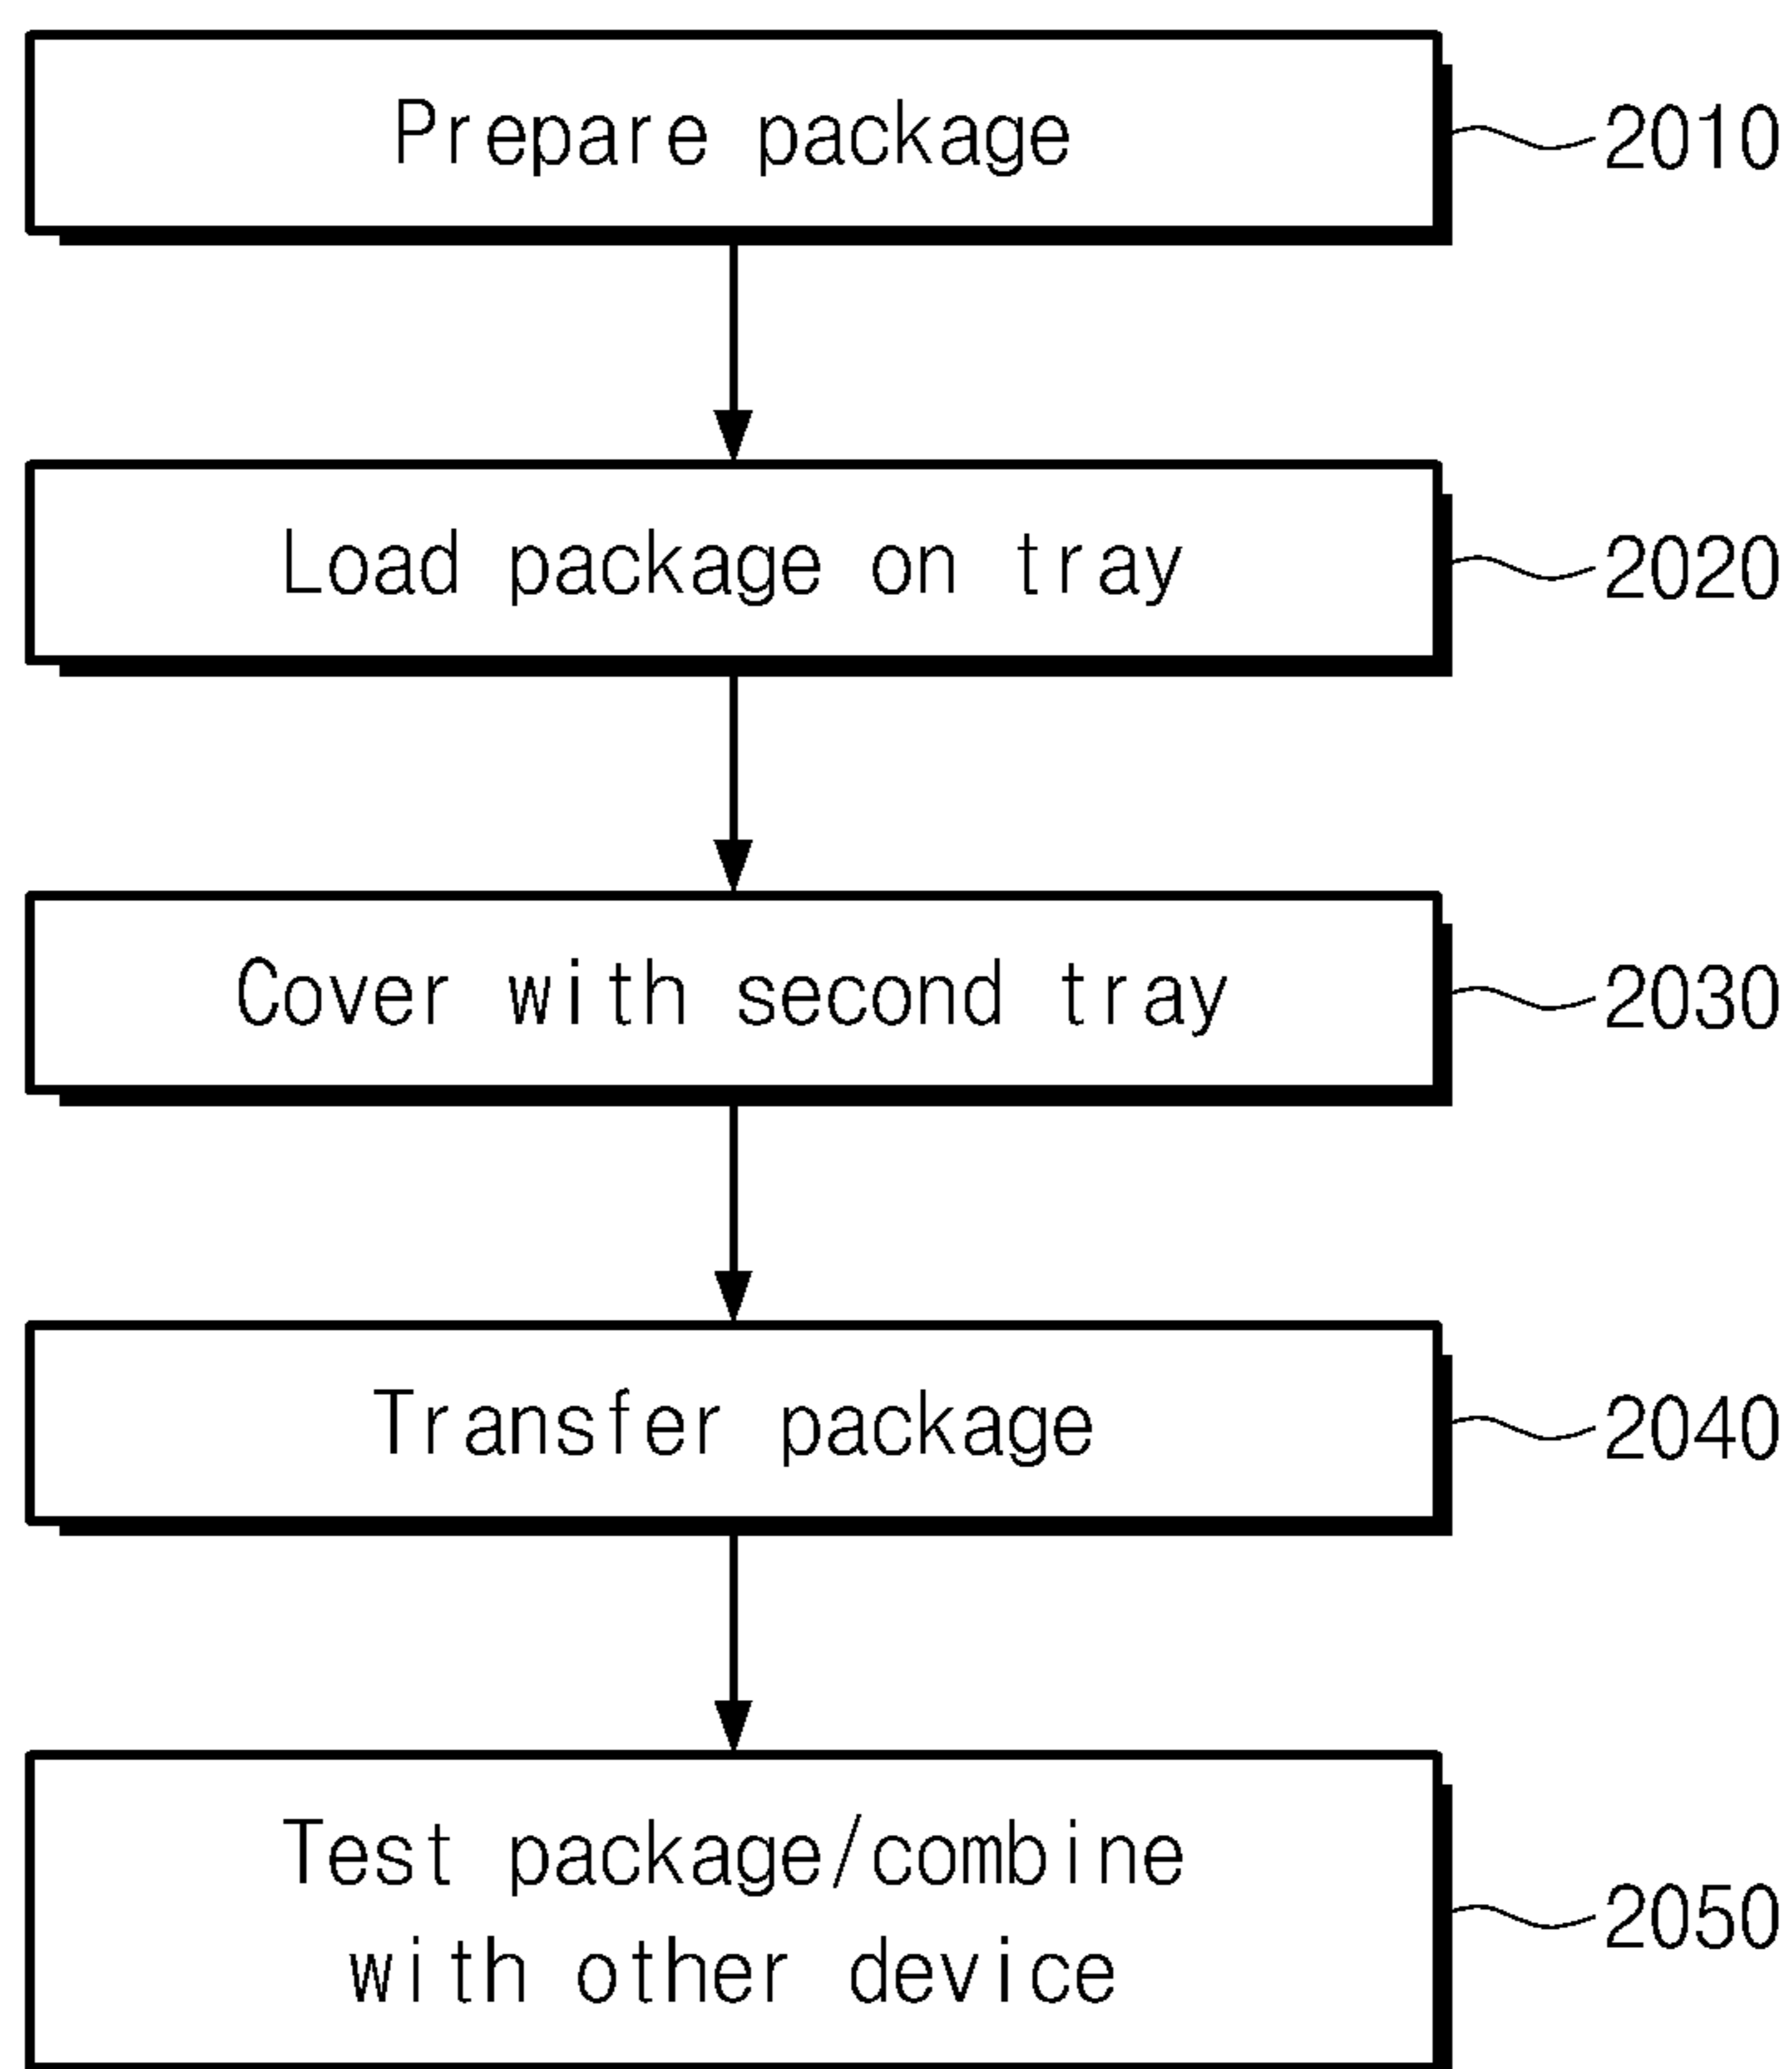 Prepare package
2010
Load package on tray
2020
Cover with second tray
2030
Transfer package
2040
Test package/combine
with other device
2050